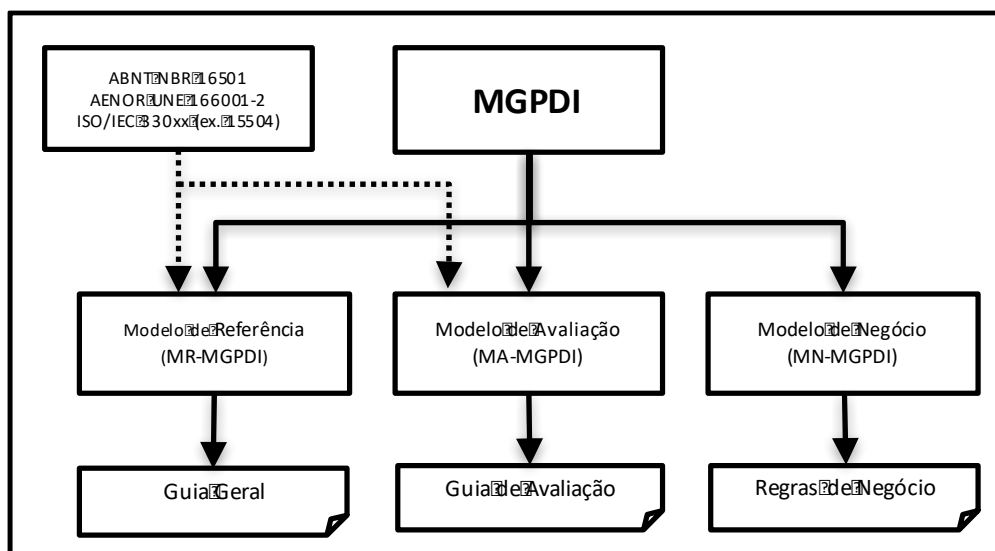 ABNT NBR 16501
AENOR UNE 166001-2
ISO/IEC 330xx (ex. 15504)
MGPDI
Modelo de Referência
(MR-MGPDI)
Modelo de Avaliação
(MA-MGPDI)
Modelo de Negócio
(MN-MGPDI)
Guia Geral
Guia de Avaliação
Regras de Negócio